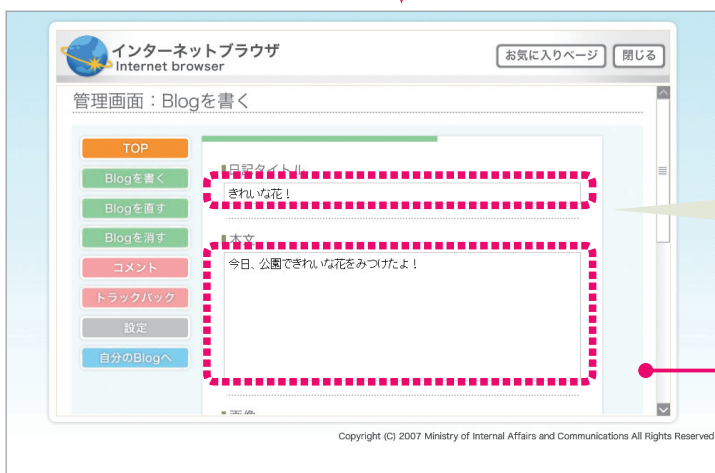 インターネットブラウザ
Internet browser
お気に入りページ
閉じる
管理画面：Blogを書く
TOP
Blogを書く
Blogを直す
Blogを消す
コメント
トラックバック
設定
自分のBlogへ
日記タイトル
きれいな花！
本文
今日、公園できれいな花をみつけたよ！
画像
Copyright (C) 2007 Ministry of Internal Affairs and Communications All Rights Reserved